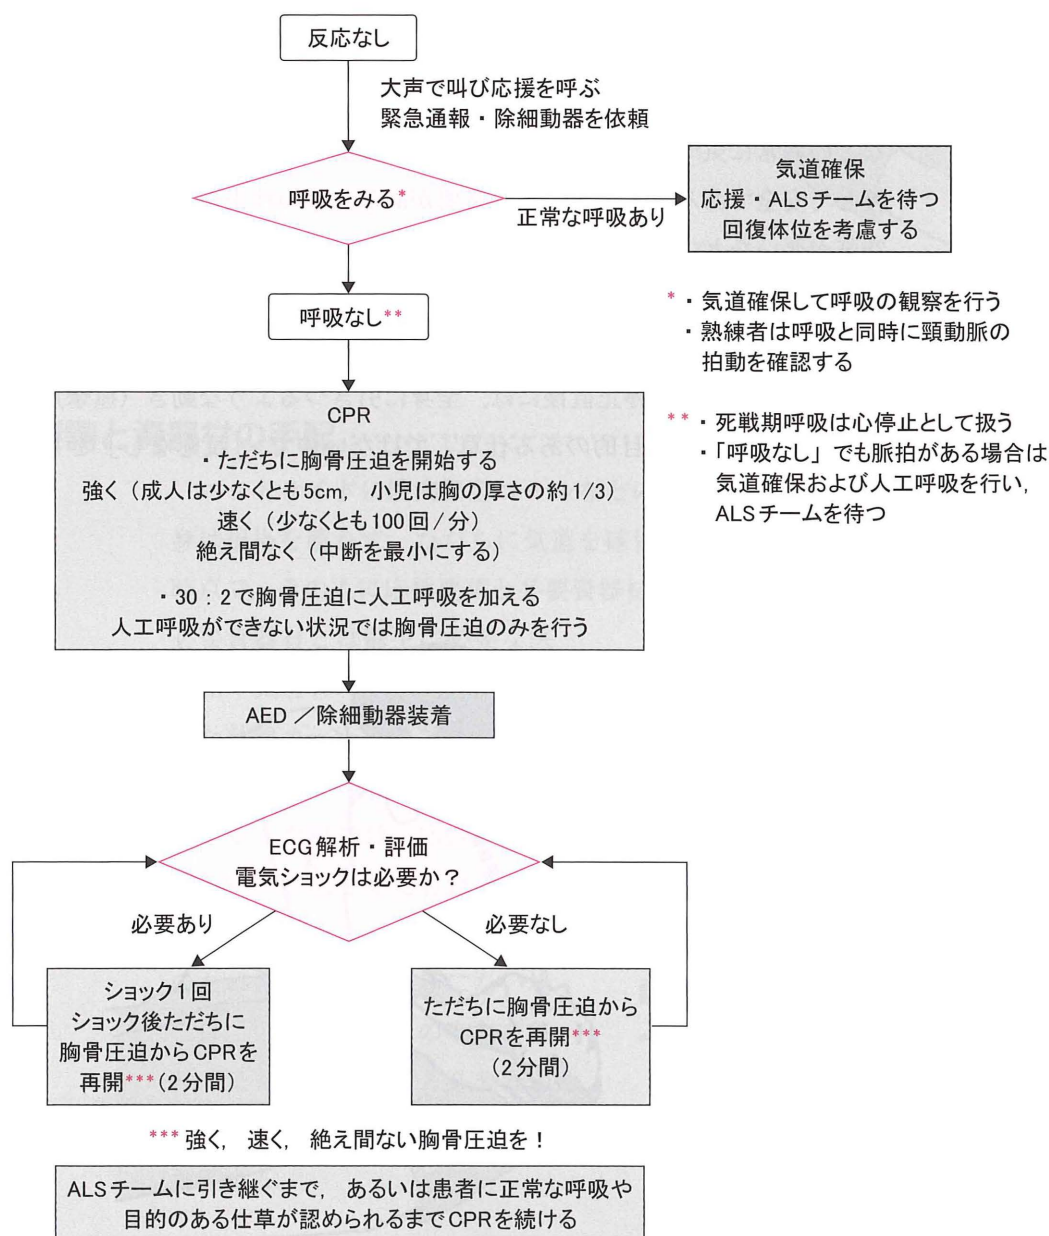 反応なし
大声で叫び応援を呼ぶ
緊急通報・除細動器を依頼
呼吸をみる*
正常な呼吸あり
気道確保
応援・ALSチームを待つ
回復体位を考慮する
呼吸なし**
*・気道確保して呼吸の観察を行う
・熟練者は呼吸と同時に頸動脈の
拍動を確認する
**・死戦期呼吸は心停止として扱う
・「呼吸なし」でも脈拍がある場合は
気道確保および人工呼吸を行い,
ALSチームを待つ
CPR
・ただちに胸骨圧迫を開始する
強く（成人は少なくとも5cm, 小児は胸の厚さの約1/3）
速く（少なくとも100回/分）
絶え間なく（中断を最小にする）
・30：2で胸骨圧迫に人工呼吸を加える
人工呼吸ができない状況では胸骨圧迫のみを行う
AED／除細動器装着
ECG解析・評価
電気ショックは必要か？
必要あり
必要なし
ショック1回
ショック後ただちに
胸骨圧迫からCPRを
再開***(2分間)
ただちに胸骨圧迫から
CPRを再開***
(2分間)
***強く, 速く, 絶え間ない胸骨圧迫を！
ALSチームに引き継ぐまで, あるいは患者に正常な呼吸や
目的のある仕草が認められるまでCPRを続ける